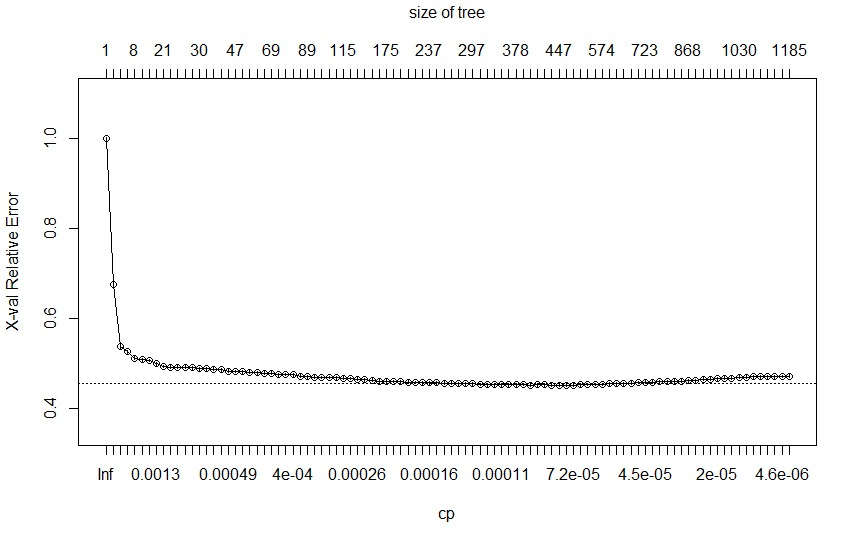 size of tree
1 8 21 30 47 69 89 115 175 237 297 378 447 574 723 868 1030 1185
X-val Relative Error
1.0
0.8
0.6
0.4
Inf 0.0013 0.00049 4e-04 0.00026 0.00016 0.00011 7.2e-05 4.5e-05 2e-05 4.6e-06
cp